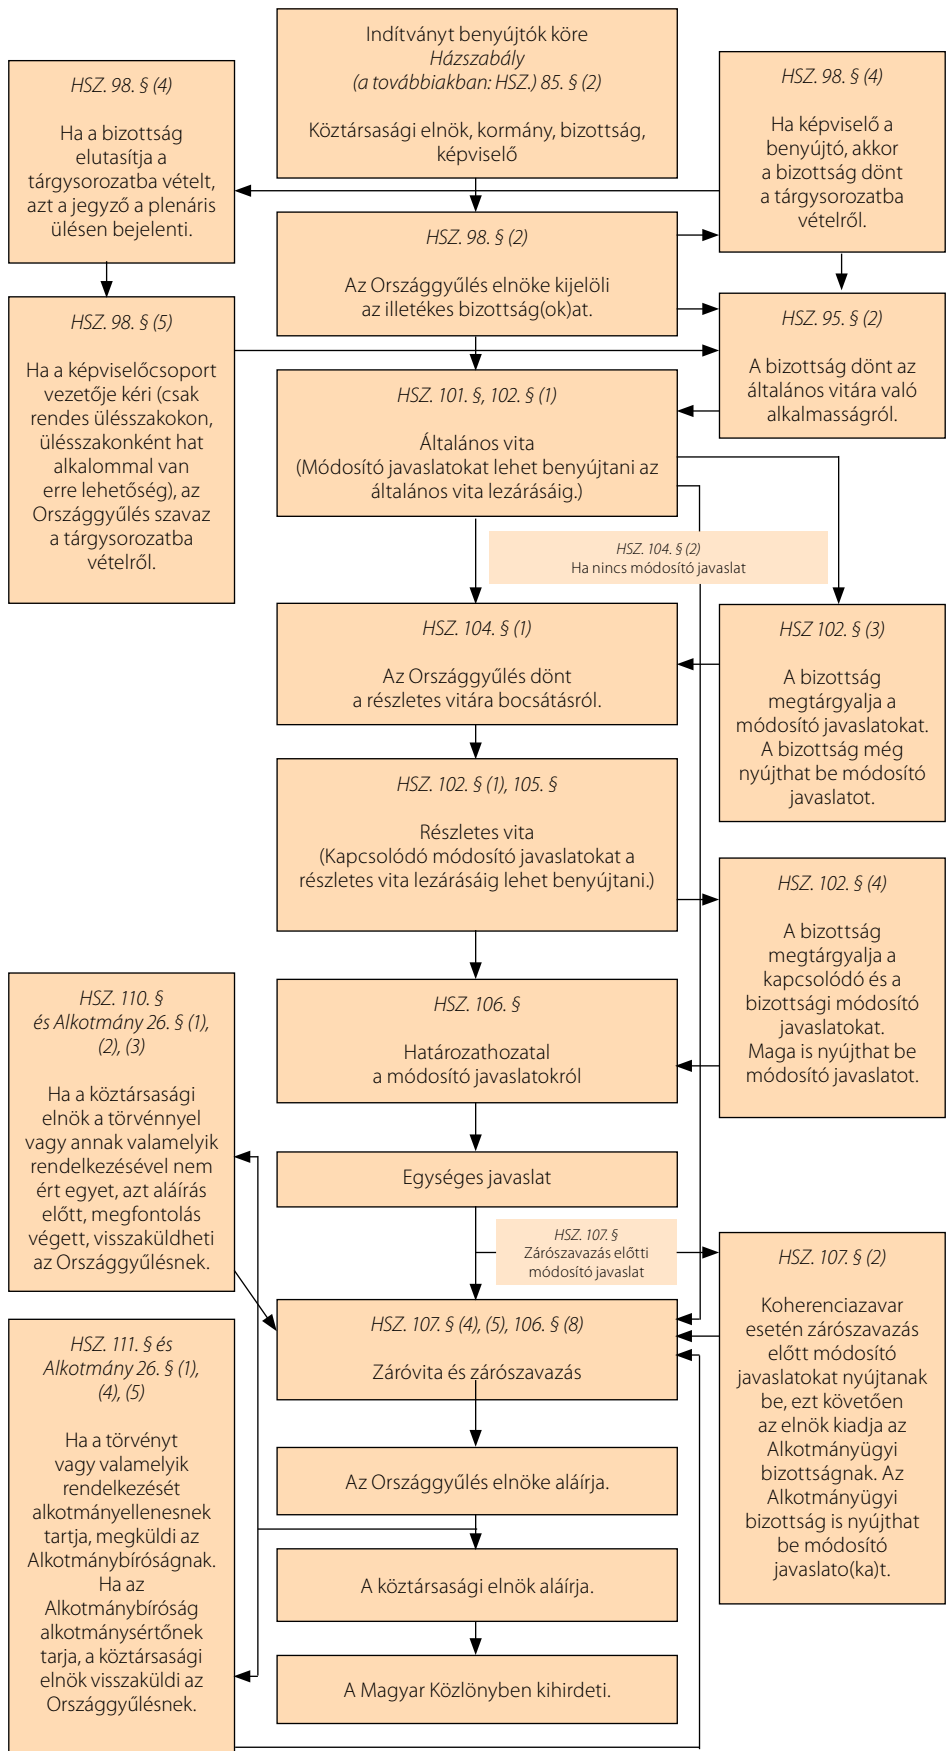 Indítványt benyújtók köre
Házszabály
(a továbbiakban: HSZ.) 85. § (2)
Köztársasági elnök, kormány, bizottság,
képviselő
HSZ. 98. § (4)
Ha a bizottság
elutasítja a
tárgysorozatba vételt,
azt a jegyző a plenáris
ülésen bejelenti.
HSZ. 98. § (4)
Ha képviselő a
benyújtó, akkor
a bizottság dönt
a tárgysorozatba
vételről.
HSZ. 98. § (2)
Az Országgyűlés elnöke kijelöli
az illetékes bizottság(ok)at.
HSZ. 98. § (5)
Ha a képviselőcsoport
vezetője kéri (csak
rendes ülésszakokon,
ülésszakonként hat
alkalommal van
erre lehetőség), az
Országgyűlés szavaz
a tárgysorozatba
vételről.
HSZ. 95. § (2)
A bizottság dönt az
általános vitára való
alkalmasságról.
HSZ. 101. §, 102. § (1)
Általános vita
(Módosító javaslatokat lehet benyújtani az
általános vita lezárásáig.)
HSZ. 104. § (2)
Ha nincs módosító javaslat
HSZ. 104. § (1)
Az Országgyűlés dönt
a részletes vitára bocsátásról.
HSZ 102. § (3)
A bizottság
megtárgyalja a
módosító javaslatokat.
A bizottság még
nyújthat be módosító
javaslatot.
HSZ. 102. § (1), 105. §
Részletes vita
(Kapcsolódó módosító javaslatokat a
részletes vita lezárásáig lehet benyújtani.)
HSZ. 102. § (4)
A bizottság
megtárgyalja a
kapcsolódó és a
bizottsági módosító
javaslatokat.
Maga is nyújthat be
módosító javaslatot.
HSZ. 106. §
Határozathozatal
a módosító javaslatokról
HSZ. 110. §
és Alkotmány 26. § (1),
(2), (3)
Ha a köztársasági
elnök a törvénnyel
vagy annak valamelyik
rendelkezésével nem
ért egyet, azt aláírás
előtt, megfontolás
végett, visszaküldheti
az Országgyűlésnek.
Egységes javaslat
HSZ. 107. §
Zárószavazás előtti
módosító javaslat
HSZ. 107. § (2)
Koherenciazavar
esetén zárószavazás
előtt módosító
javaslatokat nyújtanak
be, ezt követően
az elnök kiadja az
Alkotmányügyi
bizottságnak. Az
Alkotmányügyi
bizottság is nyújthat
be módosító
javaslato(ka)t.
HSZ. 107. § (4), (5), 106. § (8)
Záróvita és zárószavazás
HSZ. 111. § és
Alkotmány 26. § (1),
(4), (5)
Ha a törvényt
vagy valamelyik
rendelkezését
alkotmányellenesnek
tartja, megküldi az
Alkotmánybíróságnak.
Ha az
Alkotmánybíróság
alkotmánysértőnek
tarja, a köztársasági
elnök visszaküldi az
Országgyűlésnek.
Az Országgyűlés elnöke aláírja.
A köztársasági elnök aláírja.
A Magyar Közlönyben kihirdeti.